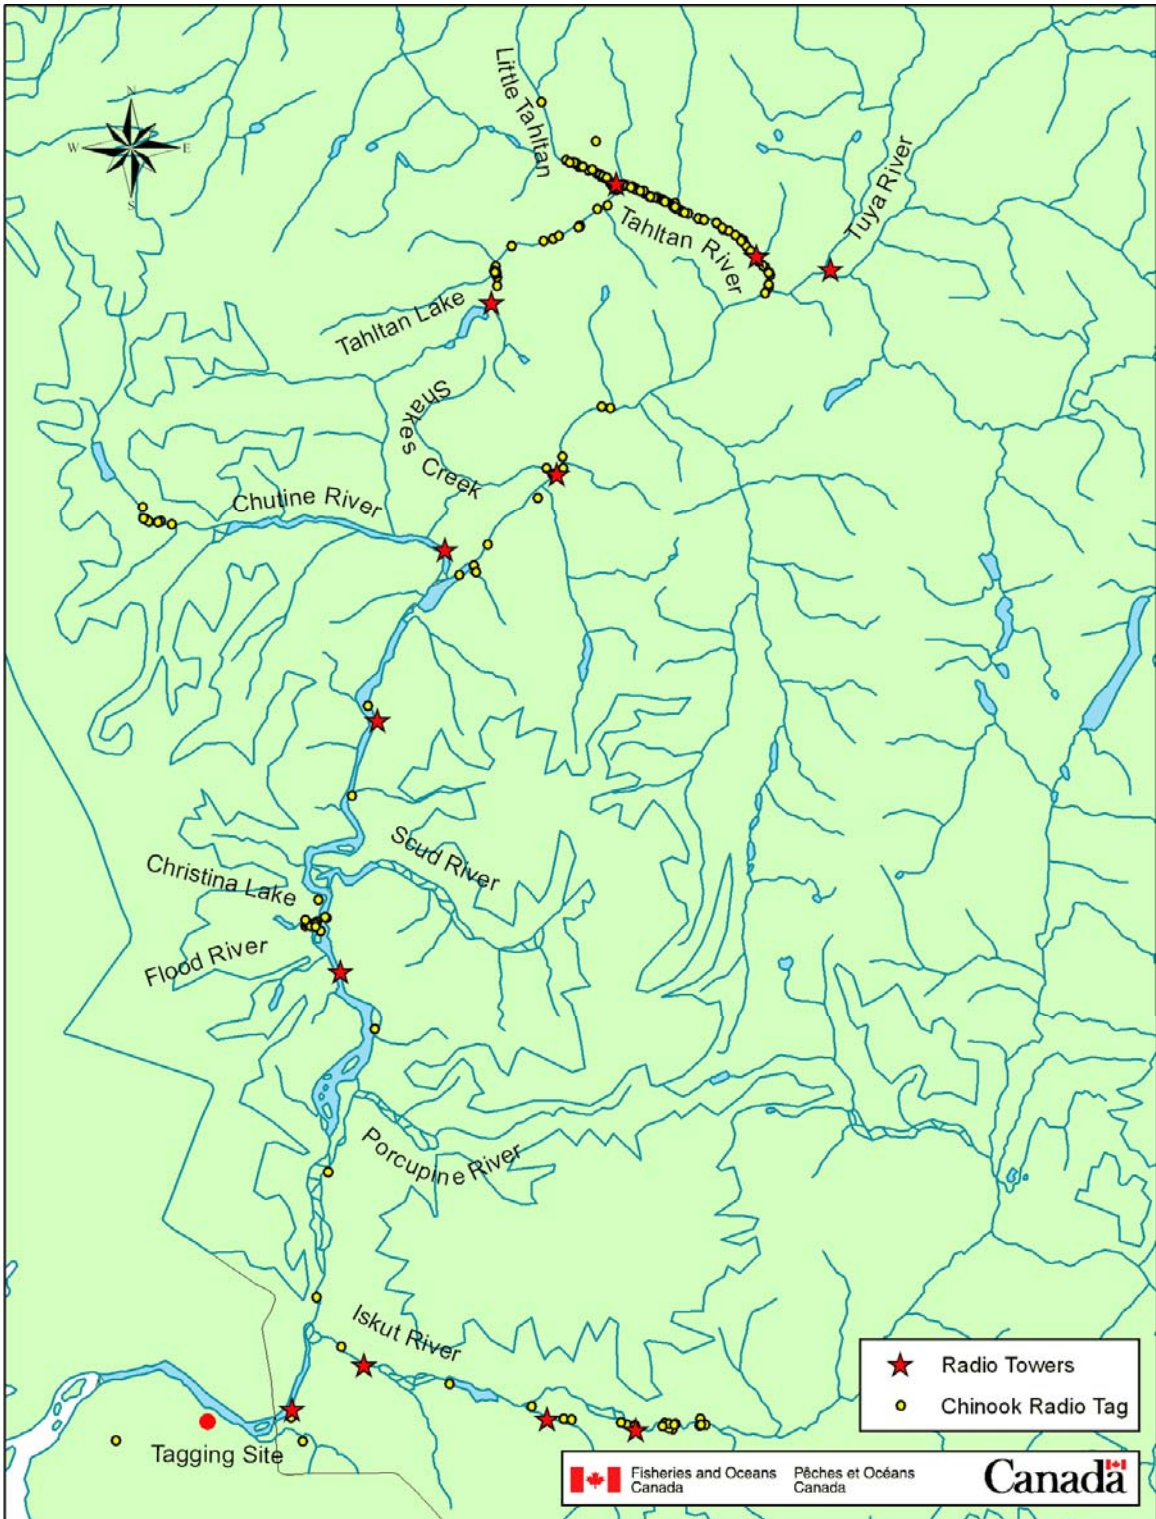 N
W
E
S
Little Tahltan
Tahltan River
Tuya River
Tahltan Lake
Shakes Creek
Chutine River
Scud River
Christina Lake
Flood River
Porcupine River
Iskut River
Tagging Site
Radio Towers
Chinook Radio Tag
Fisheries and Oceans
Canada
Pêches et Océans
Canada
Canada